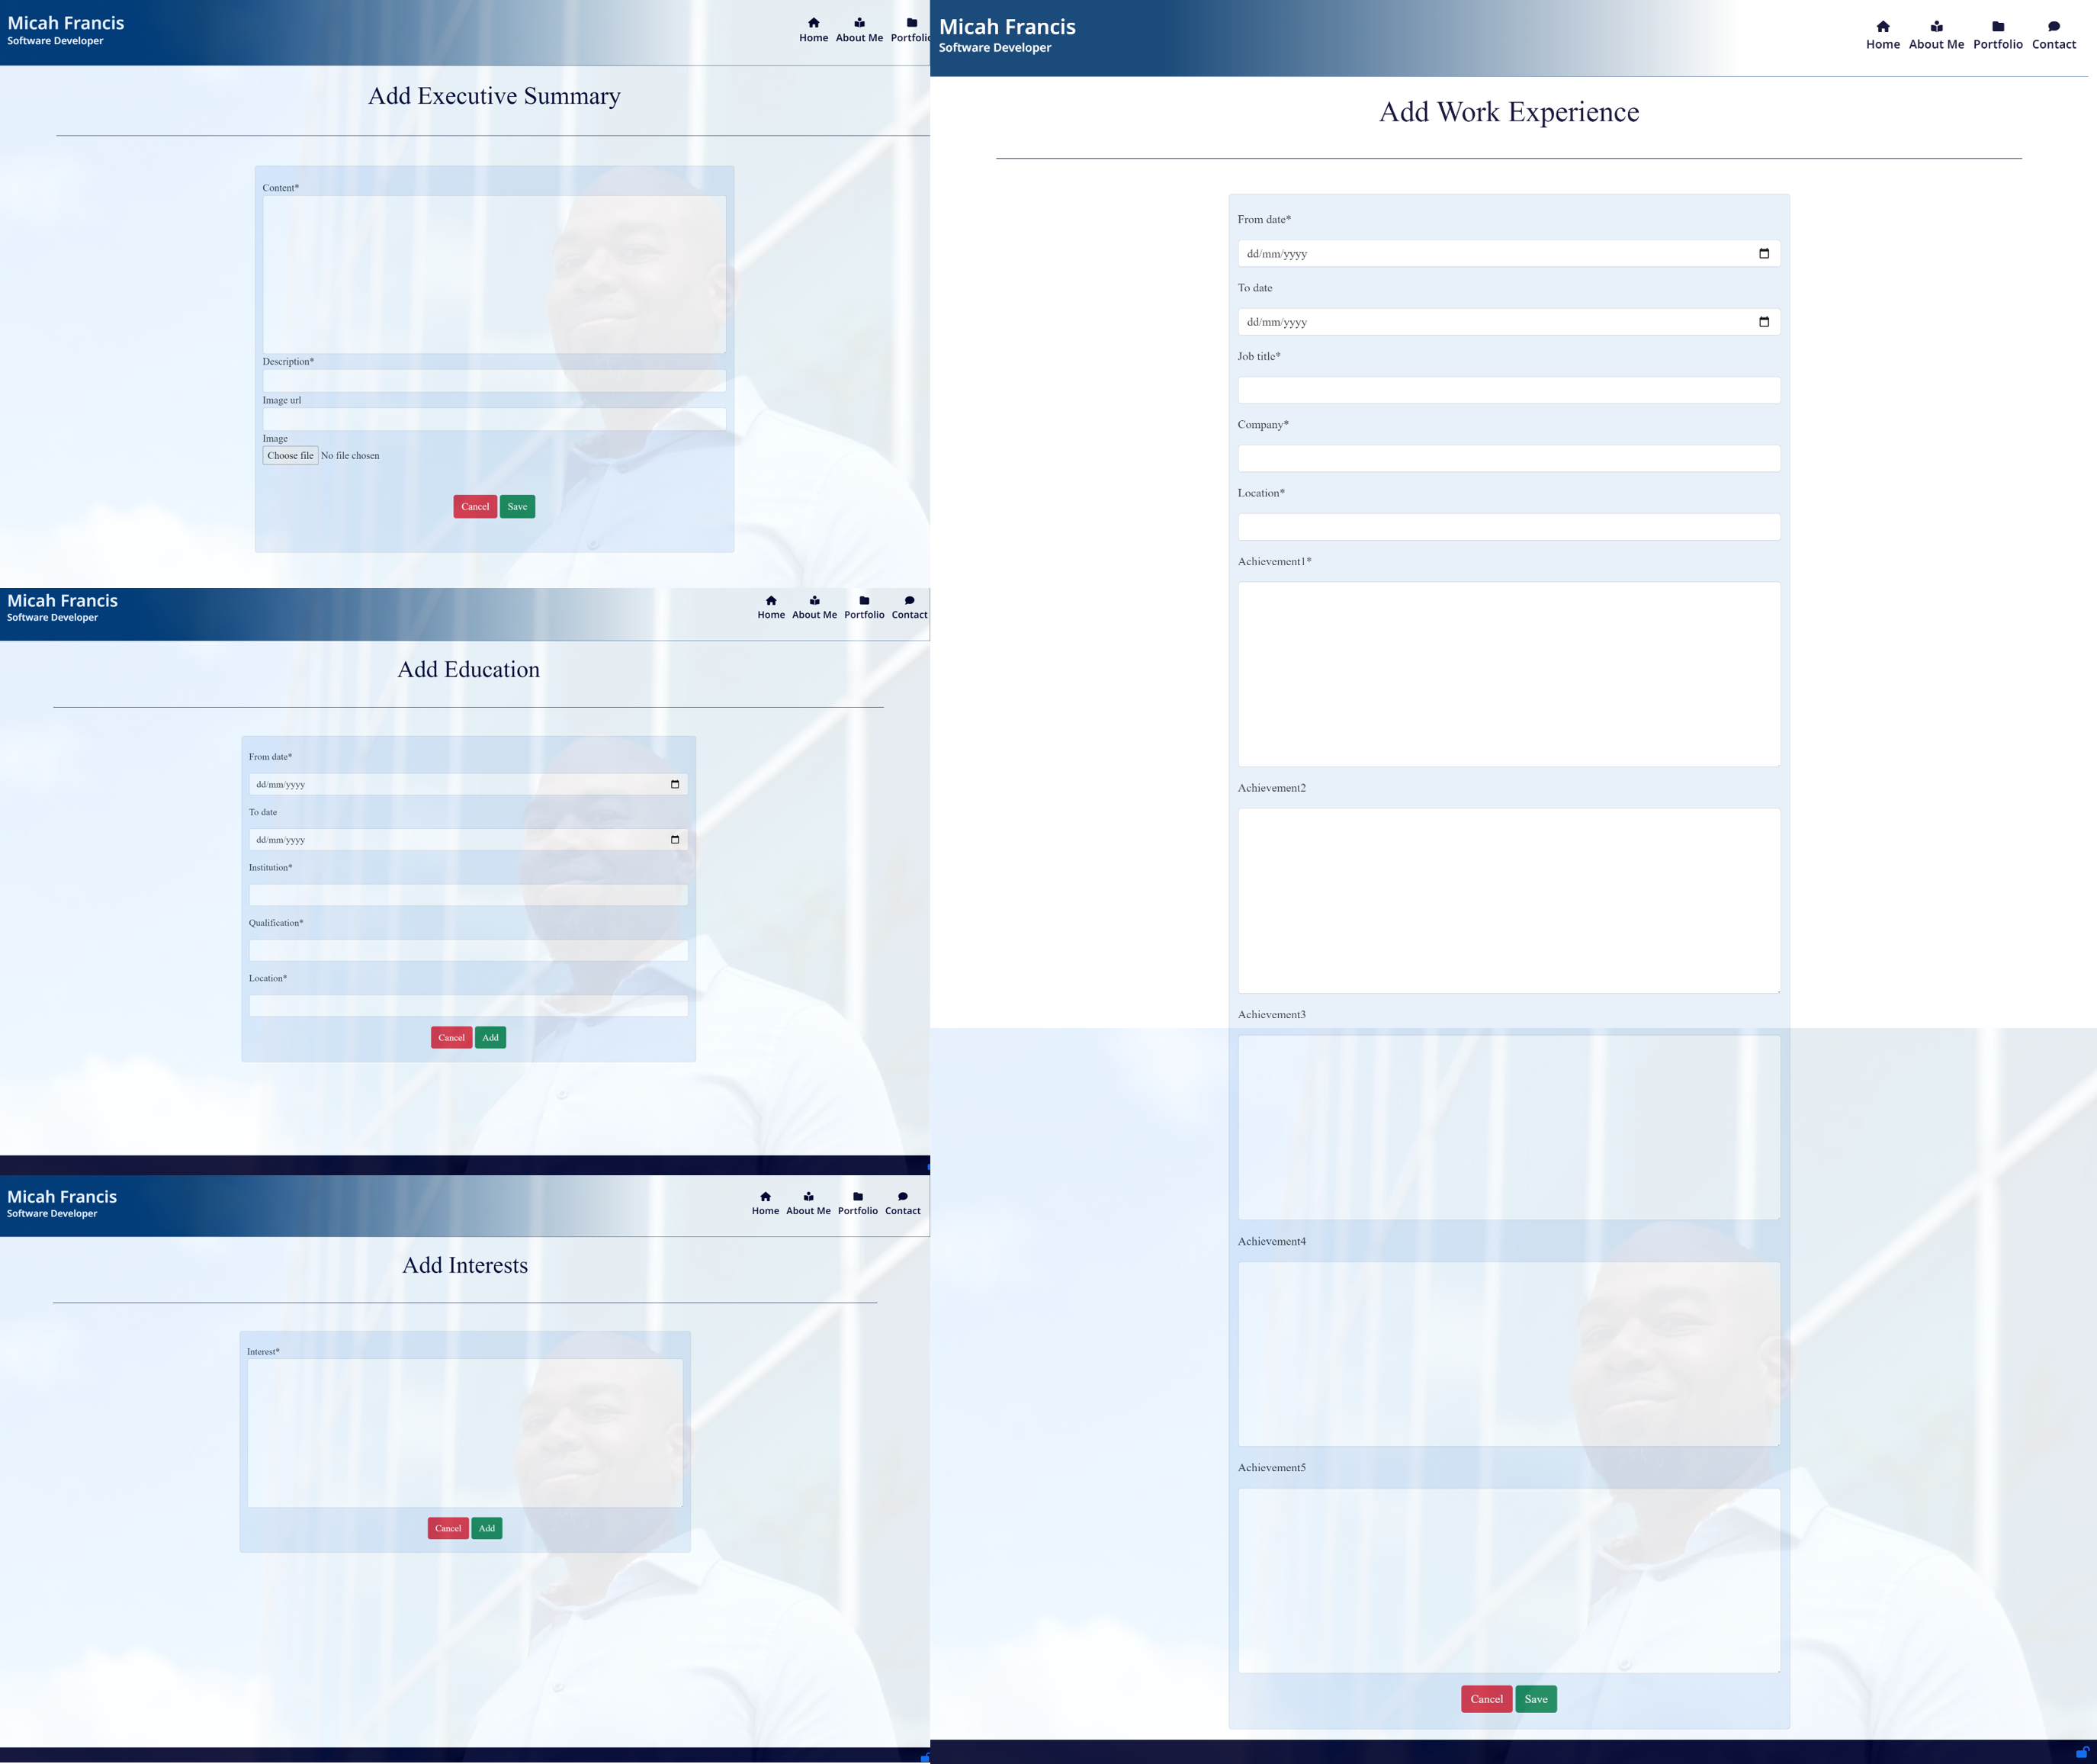 Micah Francis
Software Developer
Home About Me Portfolio
Add Executive Summary
Content*
Description*
Image url
Image
Choose file No file chosen
Cancel Save
Micah Francis
Software Developer
Home About Me Portfolio Contact
Add Education
From date*
dd/mm/yyyy
To date
dd/mm/yyyy
Institution*
Qualification*
Location*
Cancel Add
Micah Francis
Software Developer
Home About Me Portfolio Contact
Add Interests
Interest*
Cancel Add
Micah Francis
Software Developer
Home About Me Portfolio Contact
Add Work Experience
From date*
dd/mm/yyyy
To date
dd/mm/yyyy
Job title*
Company*
Location*
Achievement1*
Achievement2
Achievement3
Achievement4
Achievement5
Cancel Save